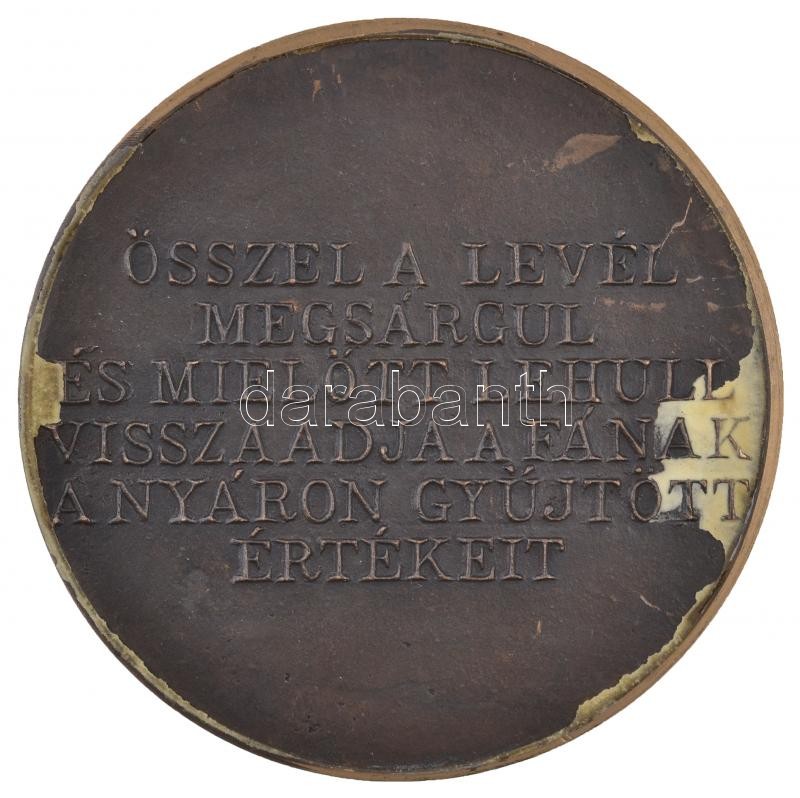 ÖSSZEL A LEVÉL
MEGSÁRGUL
ÉS MIELŐTT LEHULL
darabanth
VISSZAADJA A FÁNAK
A NYÁRON GYŰJTÖTT
ÉRTÉKEIT